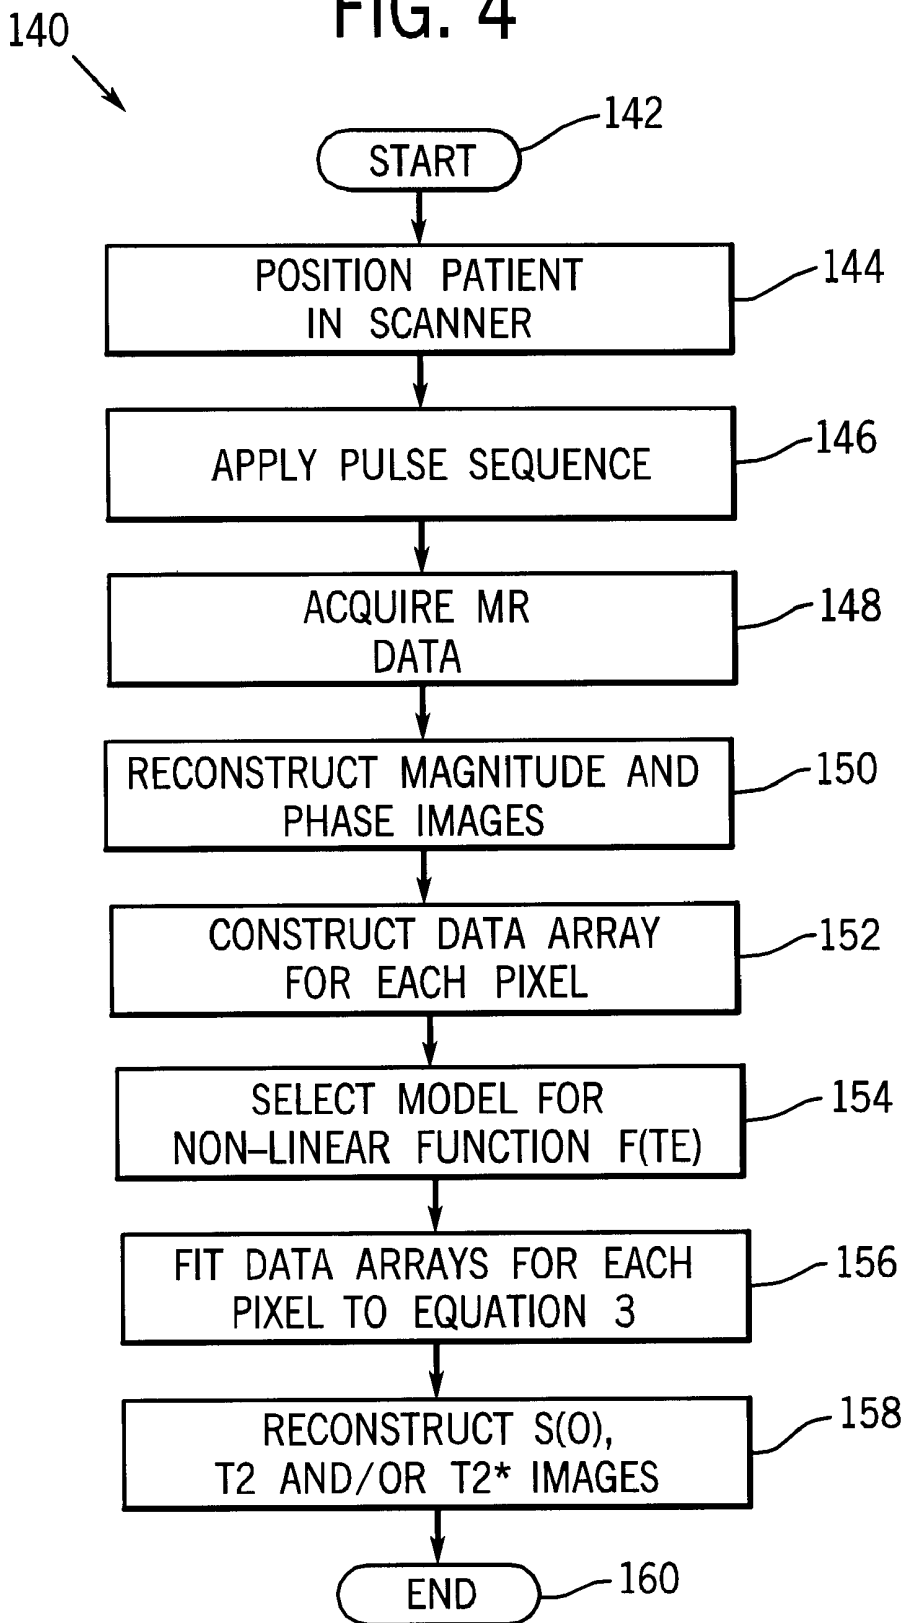 FIG. 4
140
START
142
POSITION PATIENT
IN SCANNER
144
APPLY PULSE SEQUENCE
146
ACQUIRE MR
DATA
148
RECONSTRUCT MAGNITUDE AND
PHASE IMAGES
150
CONSTRUCT DATA ARRAY
FOR EACH PIXEL
152
SELECT MODEL FOR
NON–LINEAR FUNCTION F(TE)
154
FIT DATA ARRAYS FOR EACH
PIXEL TO EQUATION 3
156
RECONSTRUCT S(0),
T2 AND/OR T2* IMAGES
158
END
160